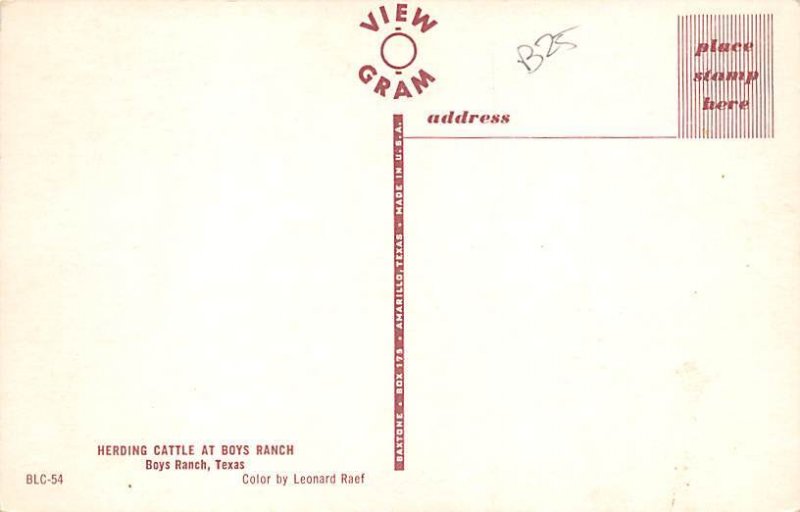 VIEW
GRAM
B25
place
stamp
here
address
BAXTONE • BOX 175 • AMARILLO, TEXAS • MADE IN U.S.A.
HERDING CATTLE AT BOYS RANCH
Boys Ranch, Texas
BLC-54
Color by Leonard Raef